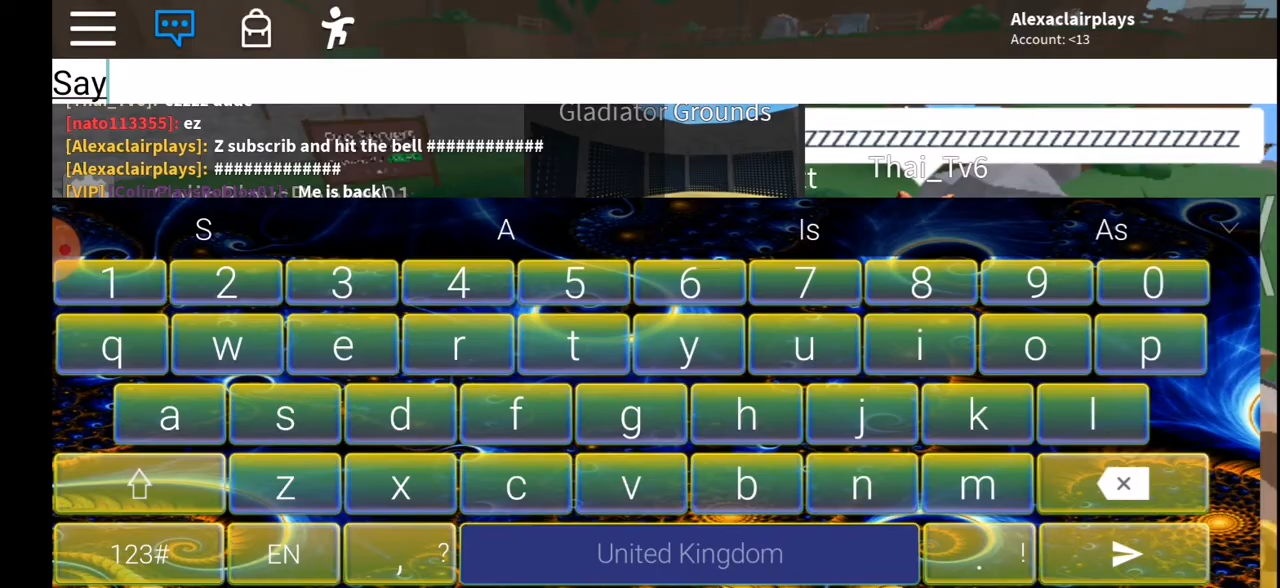 Alexaclairplays
Account: <13
Say
[nato113355]: ez
Gladiator Grounds
[Alexaclairplays]: Z subscrib and hit the bell ############
[Alexaclairplays]: #############
Me is back
Thai_Tv6
S A Is As
1 2 3 4 5 6 7 8 9 0
q w e r t y u i o p
a s d f g h j k l
z x c v b n m
123# EN , ? United Kingdom . !